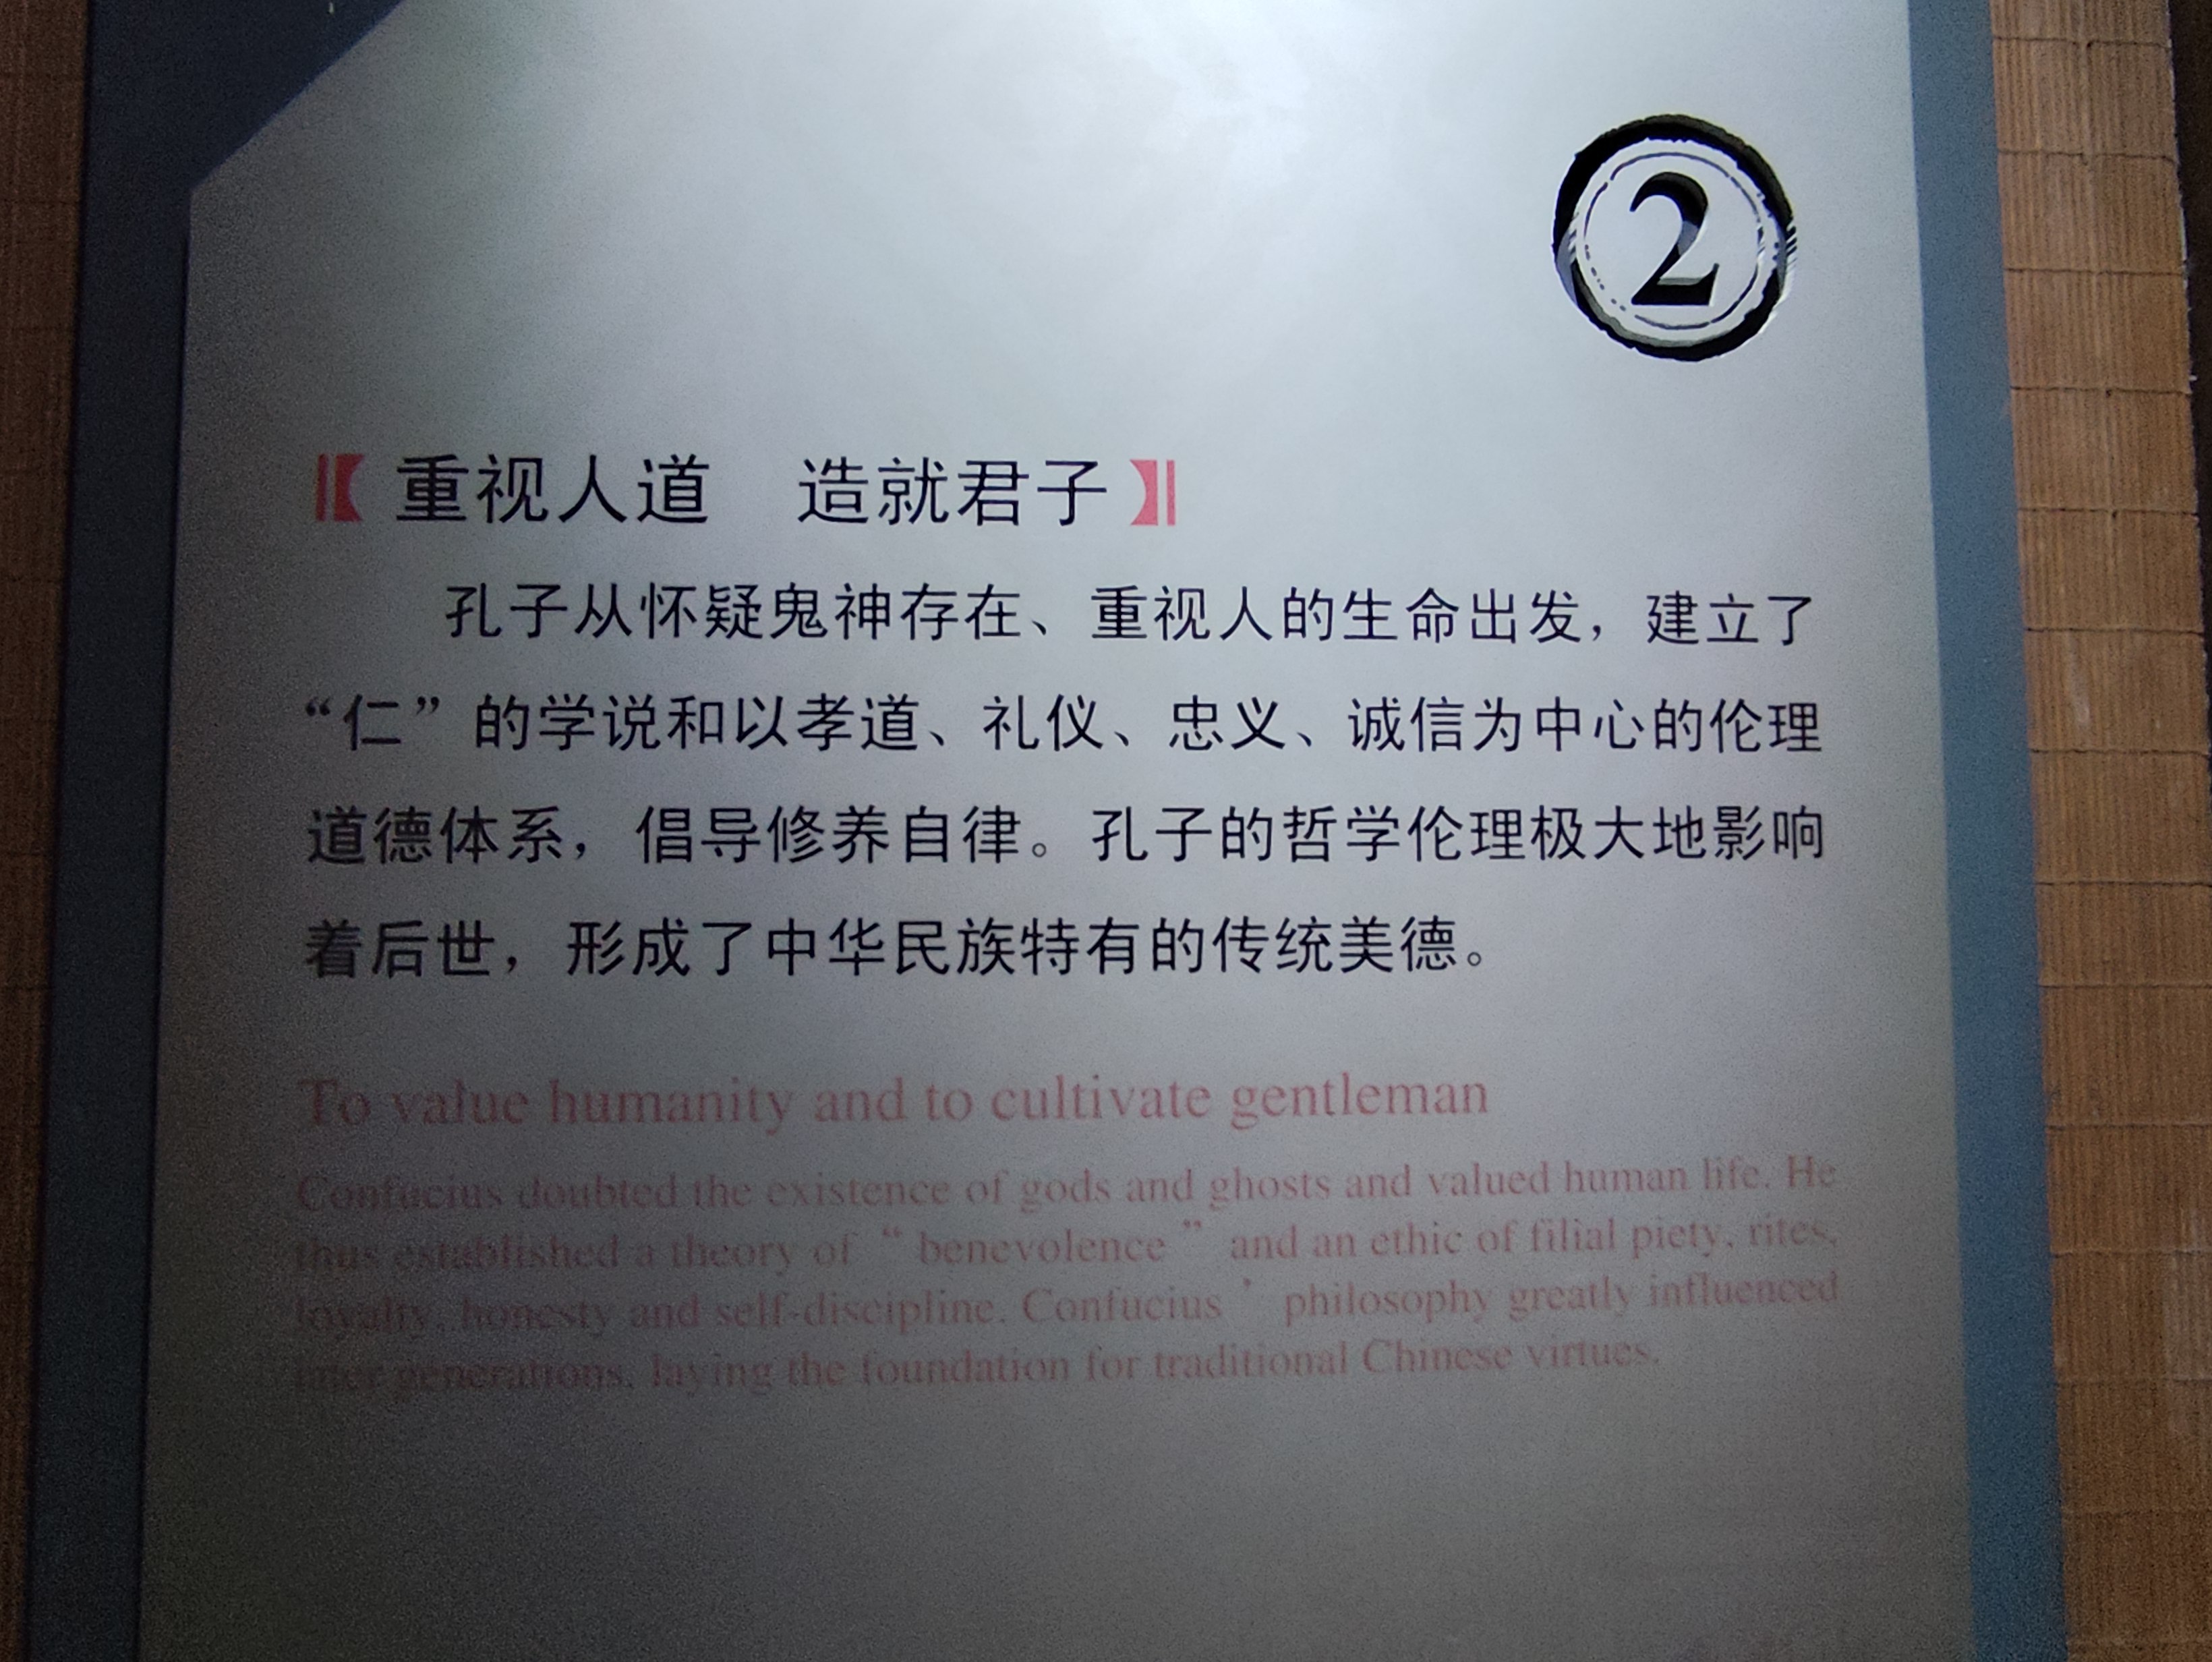 2
【重视人道 造就君子】
孔子从怀疑鬼神存在、重视人的生命出发，建立了
“仁”的学说和以孝道、礼仪、忠义、诚信为中心的伦理
道德体系，倡导修养自律。孔子的哲学伦理极大地影响
着后世，形成了中华民族特有的传统美德。
To value humanity and to cultivate gentleman
Confucius doubted the existence of gods and ghosts and valued human life. He
thus established a theory of “ benevolence ” and an ethic of filial piety, rites,
loyalty, honesty and self-discipline. Confucius ’ philosophy greatly influenced
later generations, laying the foundation for traditional Chinese virtues.